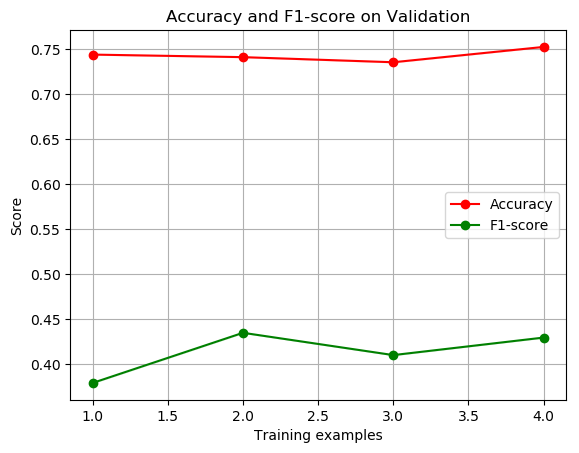 Accuracy and F1-score on Validation
0.75
0.70
0.65
0.60
0.55
0.50
0.45
0.40
Score
Accuracy
F1-score
1.0 1.5 2.0 2.5 3.0 3.5 4.0
Training examples